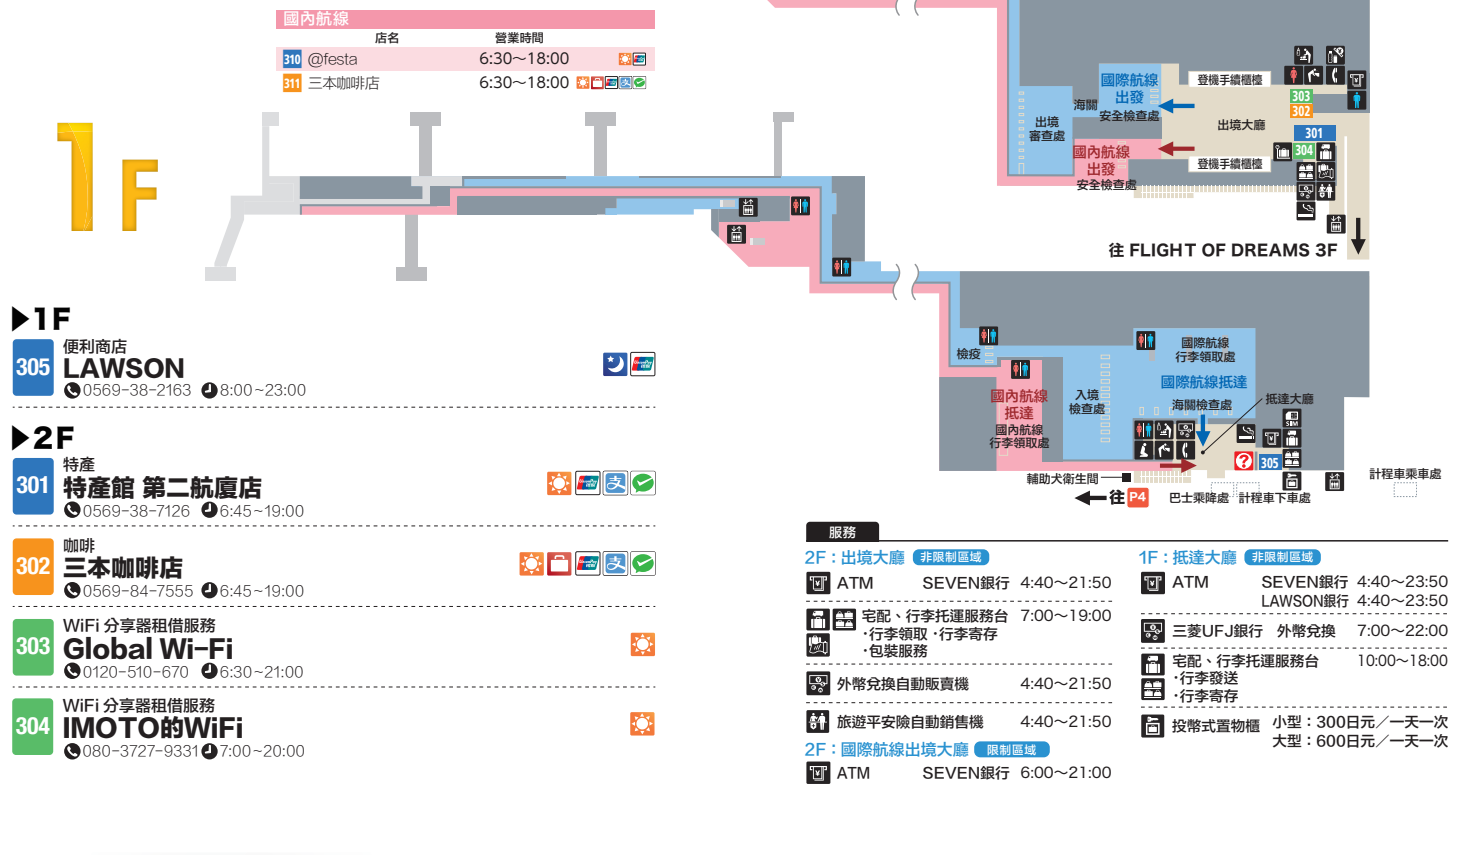 國內航線
店名 營業時間
310 @festa 6:30～18:00
311 三本咖啡店 6:30～18:00
1F
國際航線
出發
安全檢查處
海關
出境
審查處
登機手續櫃檯
出境大廳
303
302
301
304
國內航線
出發
安全檢查處
登機手續櫃檯
往 FLIGHT OF DREAMS 3F
檢疫
國際航線
行李領取處
國際航線抵達
海關檢查處
抵達大廳
入境
檢查處
國內航線
抵達
國內航線
行李領取處
SIM
305
輔助犬衛生間
往 P4
巴士乘降處
計程車下車處
計程車乘車處
▶1F
305 便利商店
LAWSON
0569-38-2163 8:00~23:00
▶2F
301 特產
特產館 第二航廈店
0569-38-7126 6:45~19:00
302 咖啡
三本咖啡店
0569-84-7555 6:45~19:00
303 WiFi 分享器租借服務
Global Wi-Fi
0120-510-670 6:30~21:00
304 WiFi 分享器租借服務
IMOTO的WiFi
080-3727-9331 7:00~20:00
服務
2F：出境大廳 非限制區域
ATM SEVEN銀行 4:40～21:50
宅配、行李托運服務台 7:00～19:00
·行李領取 ·行李寄存
·包裝服務
外幣兌換自動販賣機 4:40～21:50
旅遊平安險自動銷售機 4:40～21:50
2F：國際航線出境大廳 限制區域
ATM SEVEN銀行 6:00～21:00
1F：抵達大廳 非限制區域
ATM SEVEN銀行 4:40～23:50
LAWSON銀行 4:40～23:50
三菱UFJ銀行 外幣兌換 7:00～22:00
宅配、行李托運服務台 10:00～18:00
·行李發送
·行李寄存
投幣式置物櫃 小型：300日元／一天一次
大型：600日元／一天一次